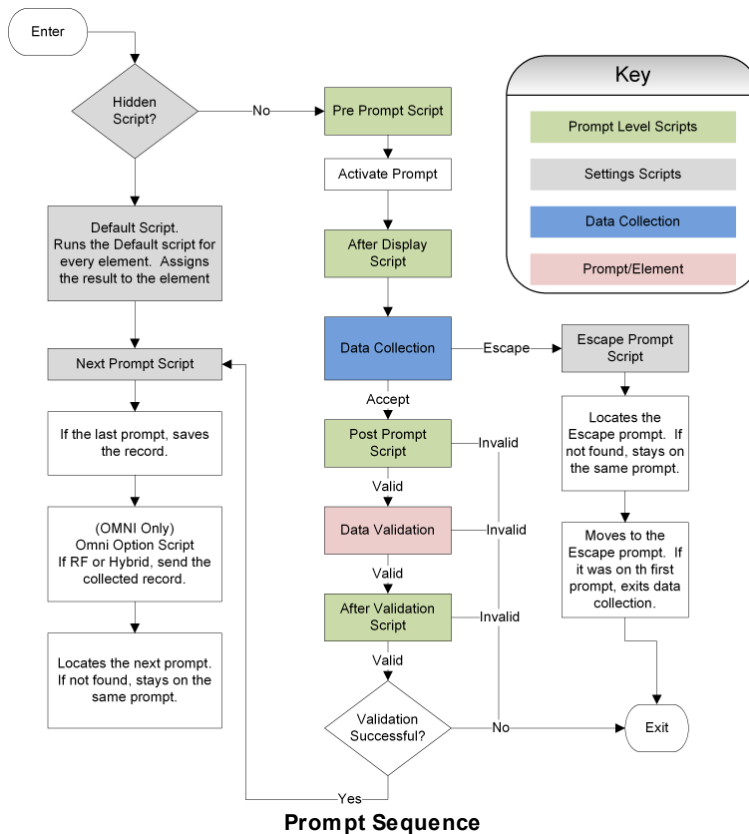 Enter
Hidden
Script?
No
Pre Prompt Script
Activate Prompt
After Display
Script
Data Collection
Escape
Accept
Post Prompt
Script
Invalid
Valid
Data Validation
Invalid
Valid
After Validation
Script
Invalid
Valid
Validation
Successful?
No
Yes
Default Script.
Runs the Default script for
every element. Assigns
the result to the element
Next Prompt Script
If the last prompt, saves
the record.
(OMNI Only)
Omni Option Script
If RF or Hybrid, send the
collected record.
Locates the next prompt.
If not found, stays on the
same prompt.
Escape Prompt
Script
Locates the
Escape prompt. If
not found, stays on
the same prompt.
Moves to the
Escape prompt. If
it was on th first
prompt, exits data
collection.
Exit
Key
Prompt Level Scripts
Settings Scripts
Data Collection
Prompt/Element
Prompt Sequence